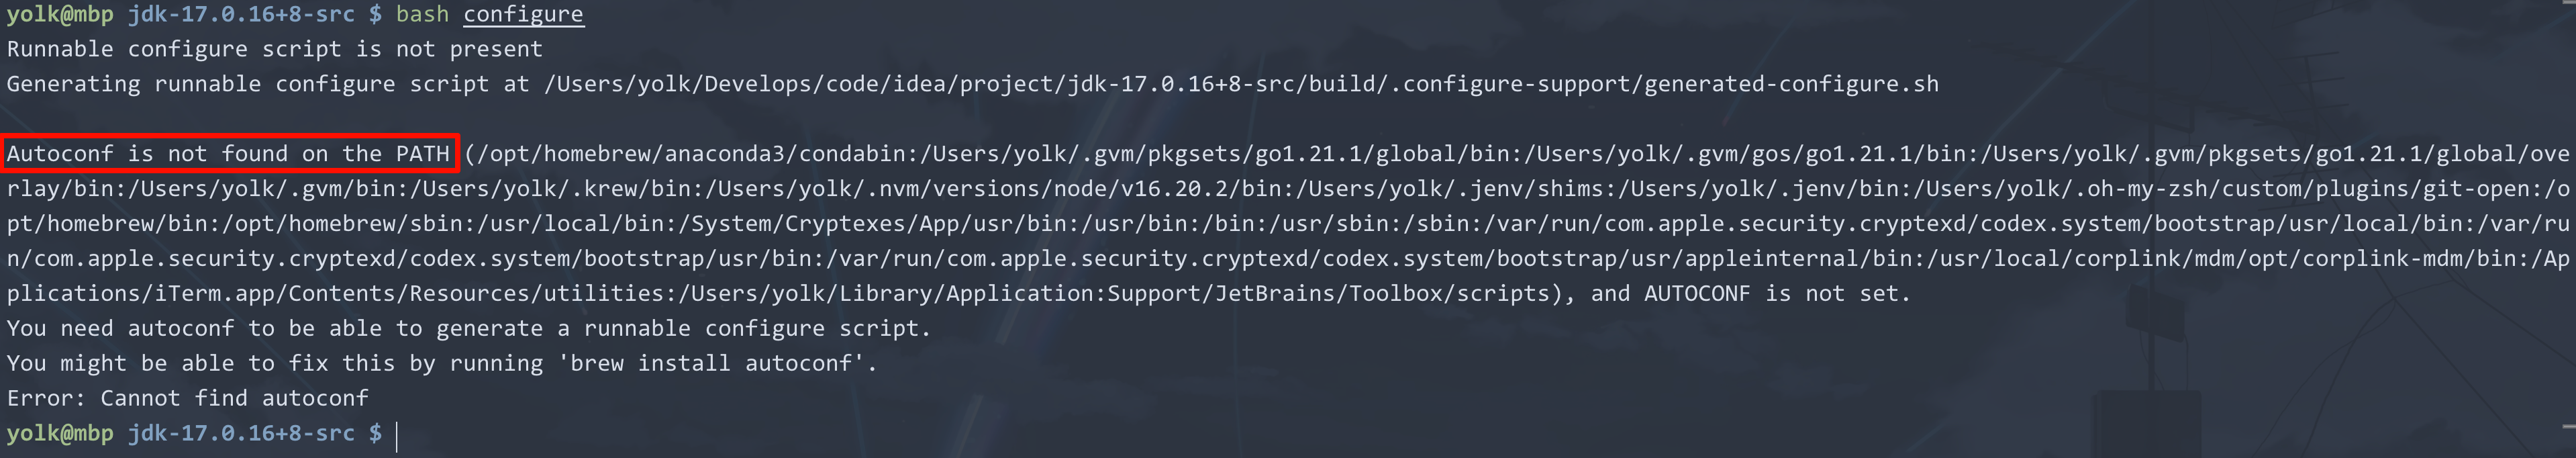 yolk@mbp jdk-17.0.16+8-src $ bash configure
Runnable configure script is not present
Generating runnable configure script at /Users/yolk/Develops/code/idea/project/jdk-17.0.16+8-src/build/.configure-support/generated-configure.sh
Autoconf is not found on the PATH (/opt/homebrew/anaconda3/condabin:/Users/yolk/.gvm/pkgsets/go1.21.1/global/bin:/Users/yolk/.gvm/gos/go1.21.1/bin:/Users/yolk/.gvm/pkgsets/go1.21.1/global/ove
rlay/bin:/Users/yolk/.gvm/bin:/Users/yolk/.krew/bin:/Users/yolk/.nvm/versions/node/v16.20.2/bin:/Users/yolk/.jenv/shims:/Users/yolk/.jenv/bin:/Users/yolk/.oh-my-zsh/custom/plugins/git-open:/o
pt/homebrew/bin:/opt/homebrew/sbin:/usr/local/bin:/System/Cryptexes/App/usr/bin:/usr/bin:/bin:/usr/sbin:/sbin:/var/run/com.apple.security.cryptexd/codex.system/bootstrap/usr/local/bin:/var/ru
n/com.apple.security.cryptexd/codex.system/bootstrap/usr/bin:/var/run/com.apple.security.cryptexd/codex.system/bootstrap/usr/appleinternal/bin:/usr/local/corplink/mdm/opt/corplink-mdm/bin:/Ap
plications/iTerm.app/Contents/Resources/utilities:/Users/yolk/Library/Application:Support/JetBrains/Toolbox/scripts), and AUTOCONF is not set.
You need autoconf to be able to generate a runnable configure script.
You might be able to fix this by running 'brew install autoconf'.
Error: Cannot find autoconf
yolk@mbp jdk-17.0.16+8-src $